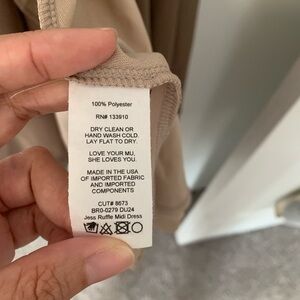 100% Polyester
RN# 133910
DRY CLEAN OR
HAND WASH COLD.
LAY FLAT TO DRY.
LOVE YOUR MU,
SHE LOVES YOU.
MADE IN THE USA
OF IMPORTED FABRIC
AND IMPORTED
COMPONENTS
CUT# 8673
BR0-0279 DU24
Jess Ruffle Midi Dress